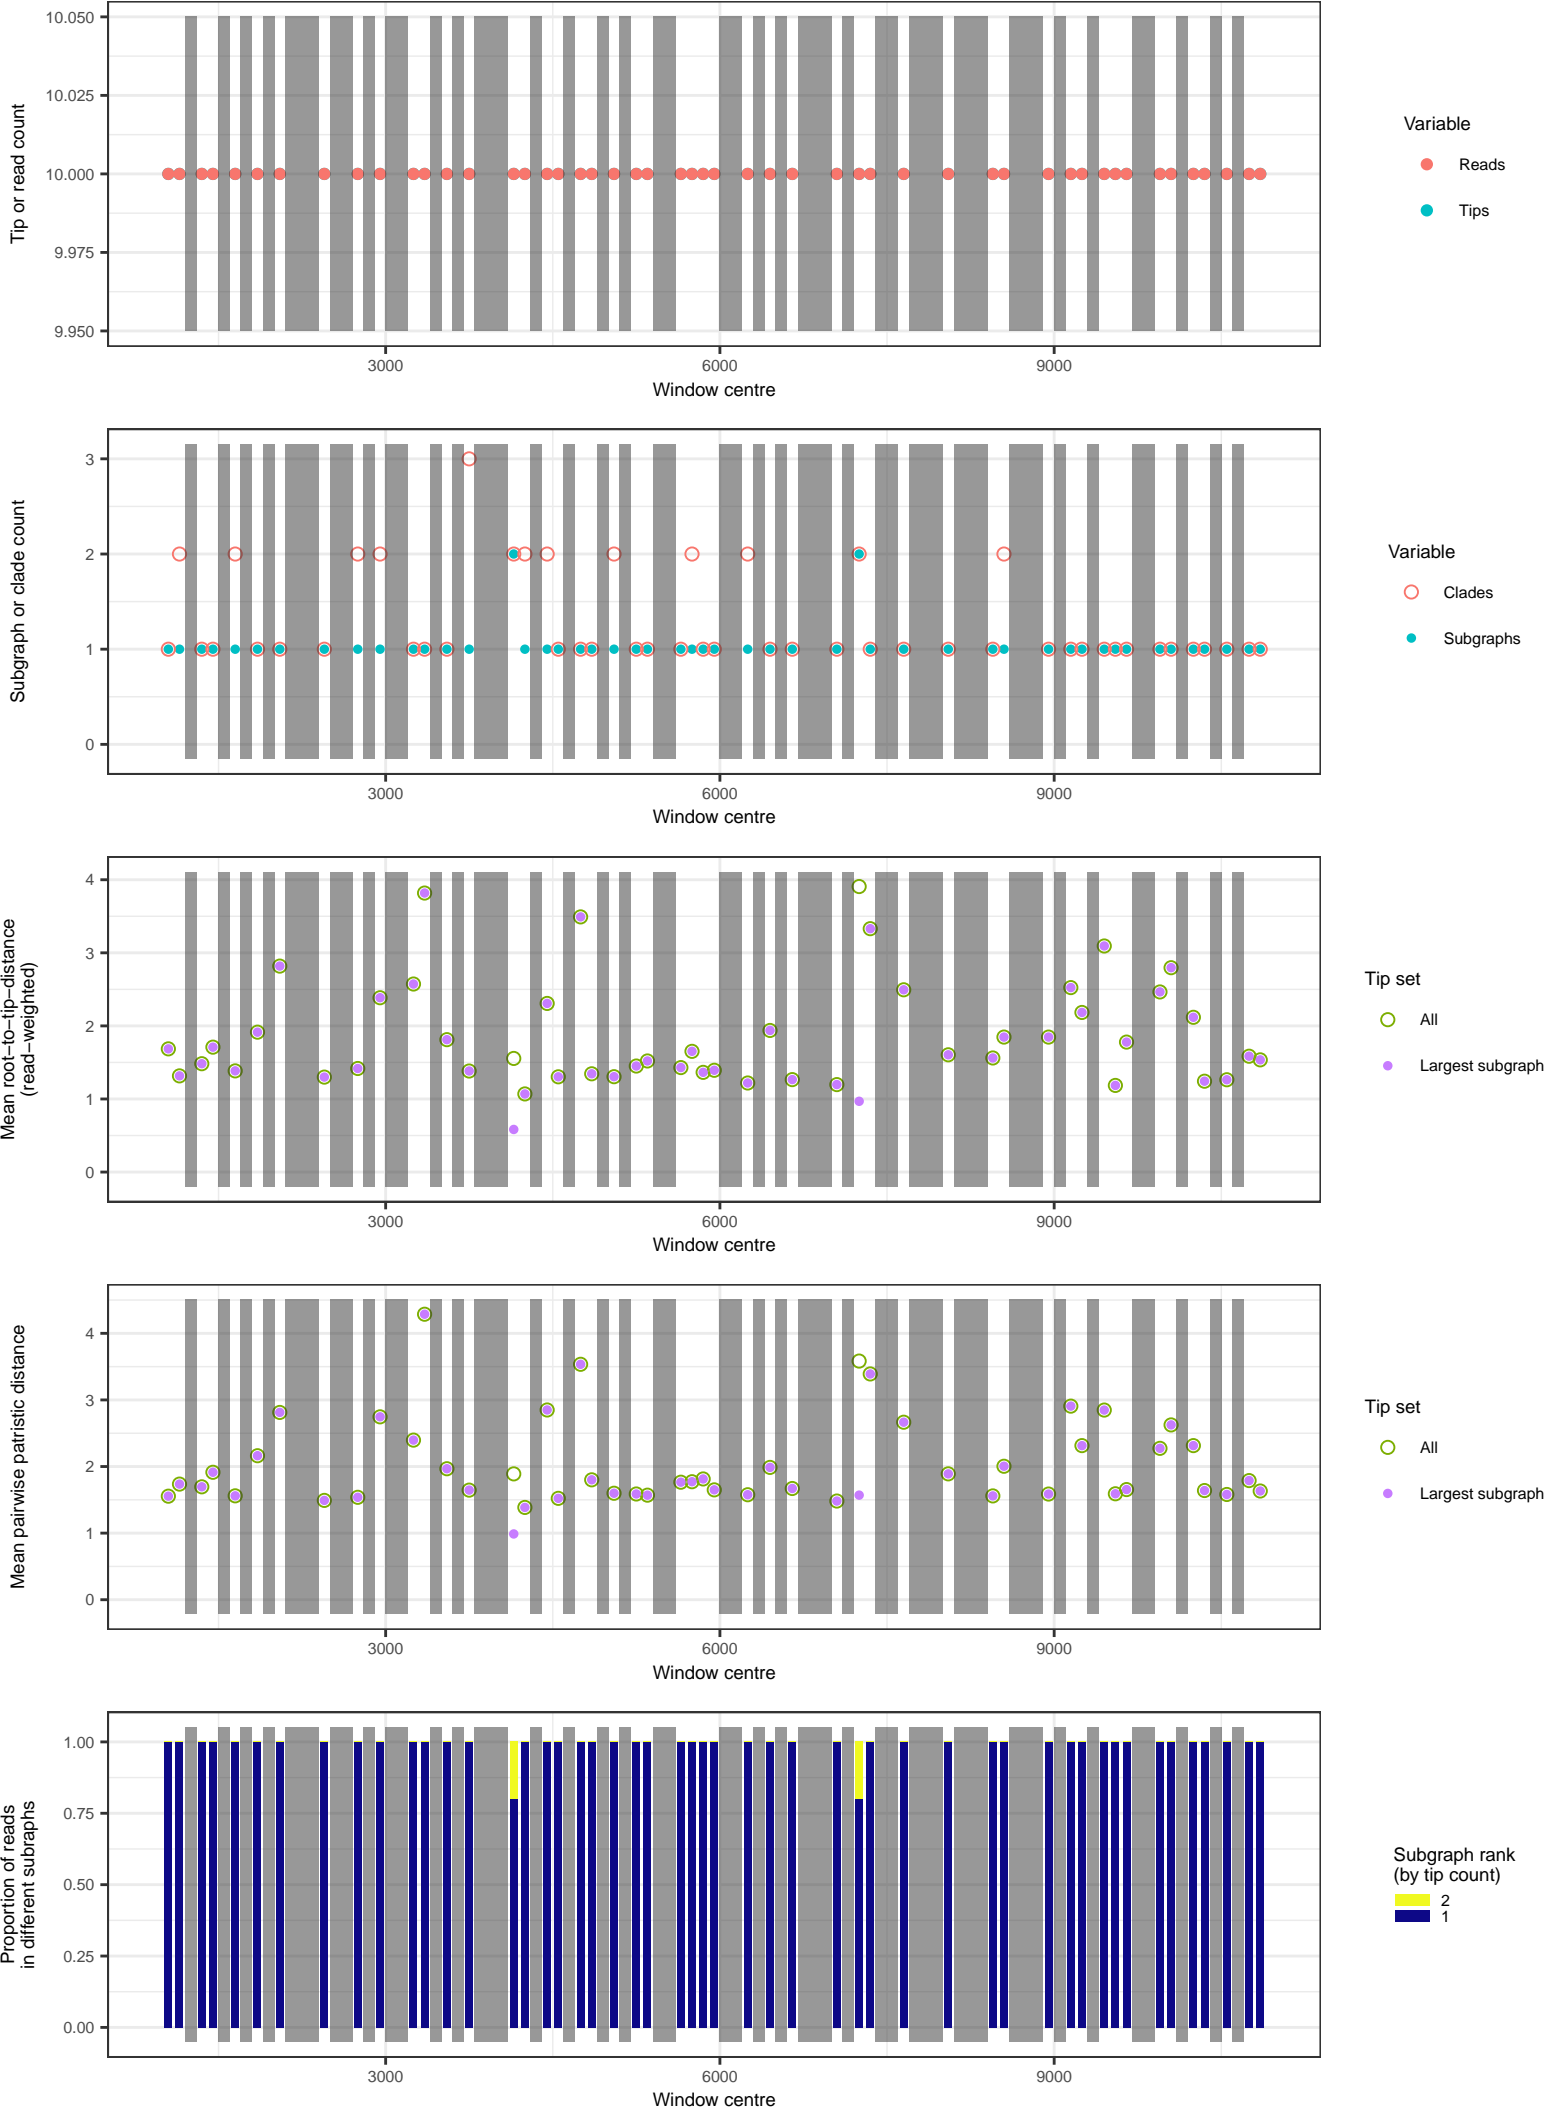 10.050
10.025
10.000
9.975
9.950
Tip or read count
3000
6000
9000
Window centre
Variable
Reads
Tips
3
2
1
0
Subgraph or clade count
3000
6000
9000
Window centre
Variable
Clades
Subgraphs
4
3
2
1
0
Mean root−to−tip−distance
(read−weighted)
3000
6000
9000
Window centre
Tip set
All
Largest subgraph
4
3
2
1
0
Mean pairwise patristic distance
3000
6000
9000
Window centre
Tip set
All
Largest subgraph
1.00
0.75
0.50
0.25
0.00
Proportion of reads
in different subraphs
3000
6000
9000
Window centre
Subgraph rank
(by tip count)
2
1